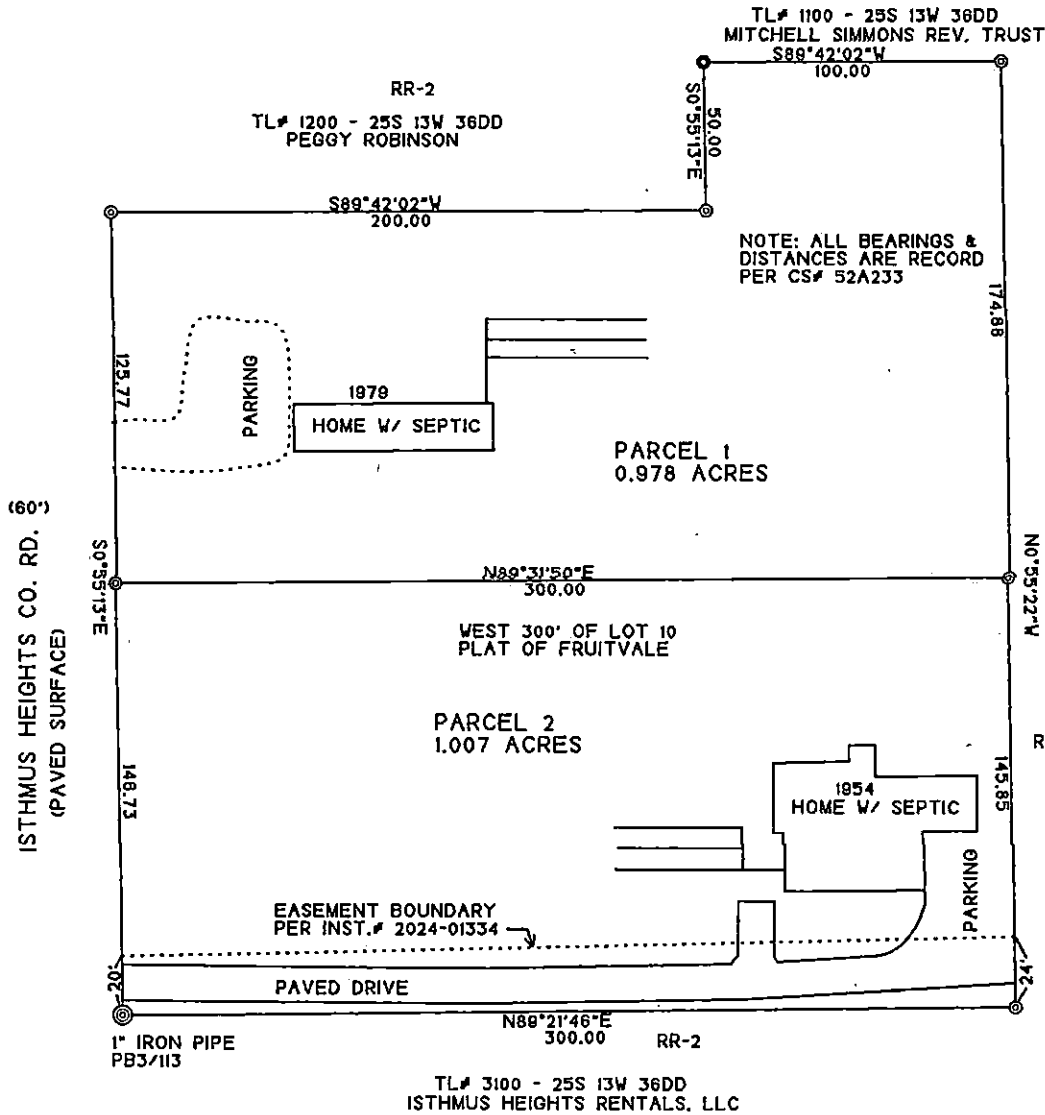 TL# 1100 - 25S 13W 36DD
MITCHELL SIMMONS REV. TRUST
S89°42'02"W
100.00
RR-2
TL# 1200 - 25S 13W 36DD
PEGGY ROBINSON
50.00
S0°55'13"E
S89°42'02"W
200.00
NOTE: ALL BEARINGS &
DISTANCES ARE RECORD
PER CS# 52A233
174.88
125.77
PARKING
1979
HOME W/ SEPTIC
PARCEL 1
0.978 ACRES
(60')
ISTHMUS HEIGHTS CO. RD.
(PAVED SURFACE)
S0°55'13"E
N89°31'50"E
300.00
N0°55'22"W
WEST 300' OF LOT 10
PLAT OF FRUITVALE
PARCEL 2
1.007 ACRES
R
146.73
145.85
1954
HOME W/ SEPTIC
PARKING
EASEMENT BOUNDARY
PER INST.# 2024-01334
20'
24'
PAVED DRIVE
N89°21'46"E
300.00
RR-2
1" IRON PIPE
PB3/113
TL# 3100 - 25S 13W 36DD
ISTHMUS HEIGHTS RENTALS, LLC